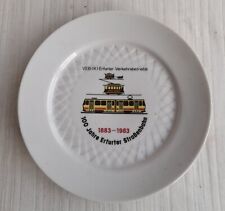 VEB (K) Erfurter Verkehrsbetriebe
1883-1983
100 Jahre Erfurter Straßenbahn